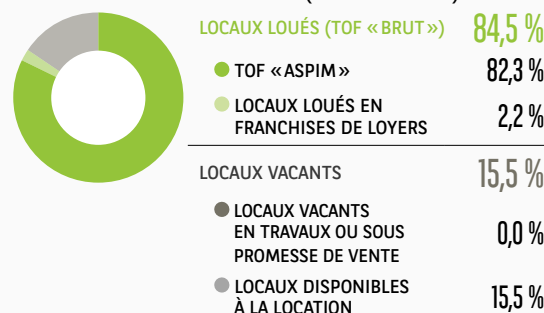 LOCAUX LOUÉS (TOF « BRUT ») 84,5 %
TOF « ASPIM » 82,3 %
LOCAUX LOUÉS EN
FRANCHISES DE LOYERS 2,2 %
LOCAUX VACANTS 15,5 %
LOCAUX VACANTS
EN TRAVAUX OU SOUS
PROMESSE DE VENTE 0,0 %
LOCAUX DISPONIBLES
À LA LOCATION 15,5 %